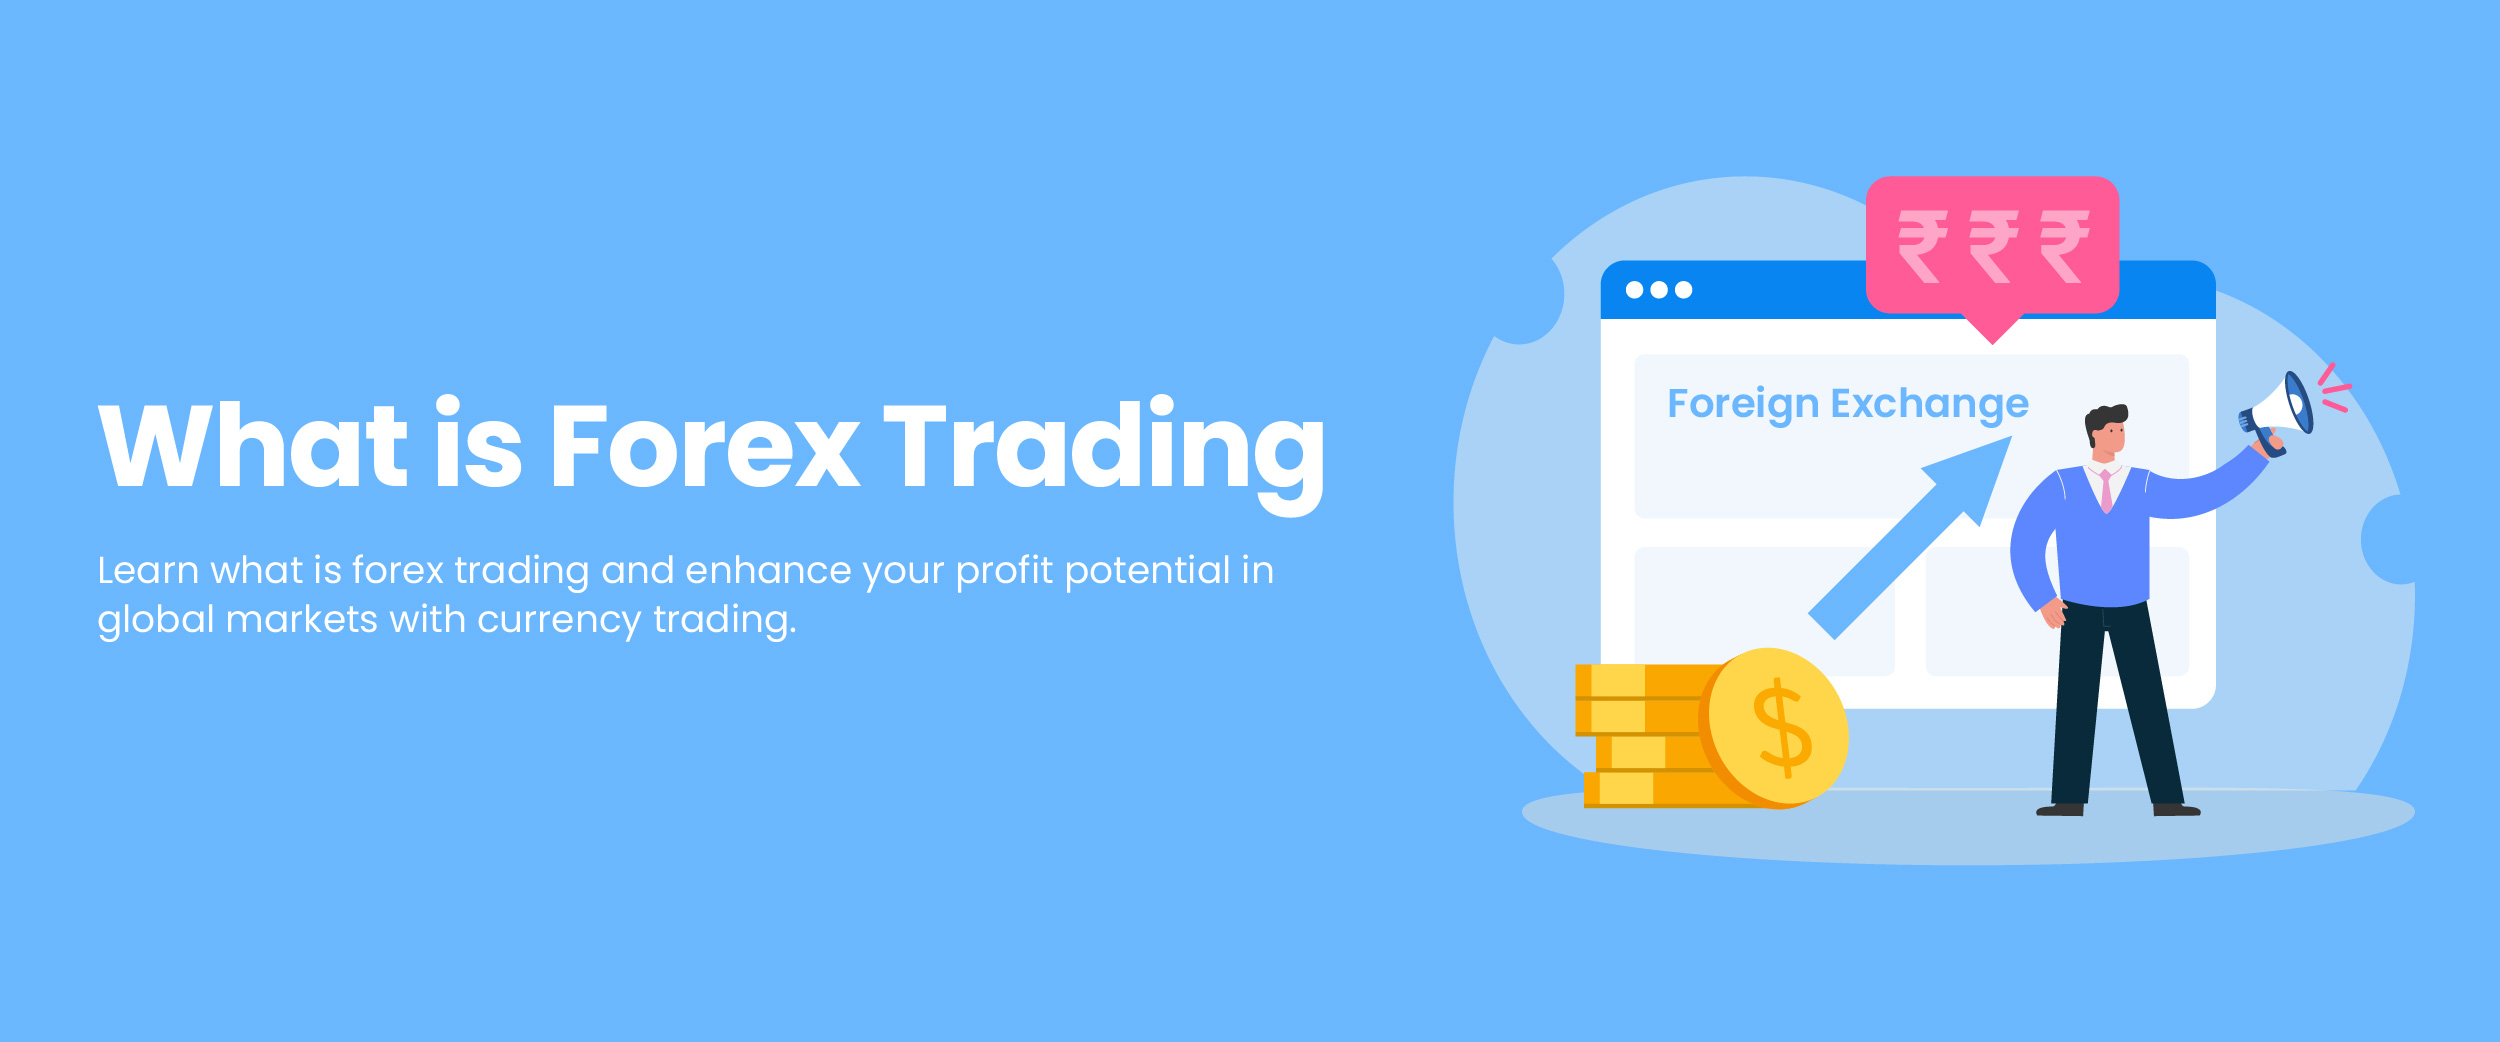 What is Forex Trading
Learn what is forex trading and enhance your profit potential in
global markets with currency trading.
₹₹₹
Foreign Exchange
$